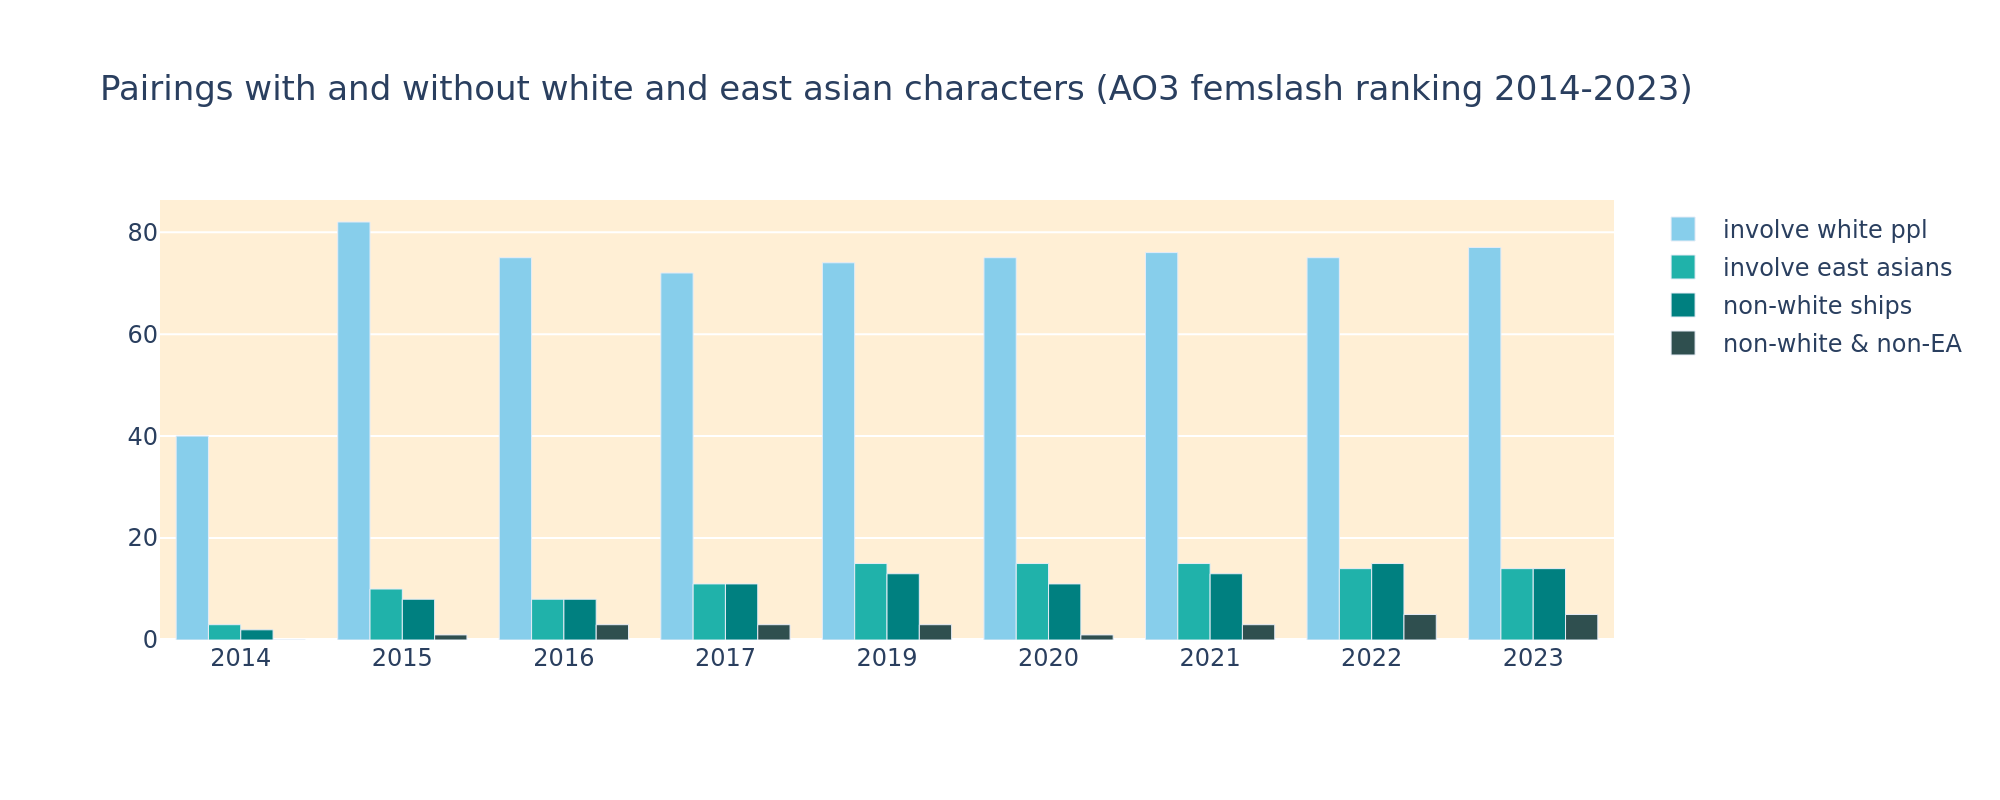 Pairings with and without white and east asian characters (AO3 femslash ranking 2014-2023)
80
60
40
20
0
2014 2015 2016 2017 2019 2020 2021 2022 2023
involve white ppl
involve east asians
non-white ships
non-white & non-EA